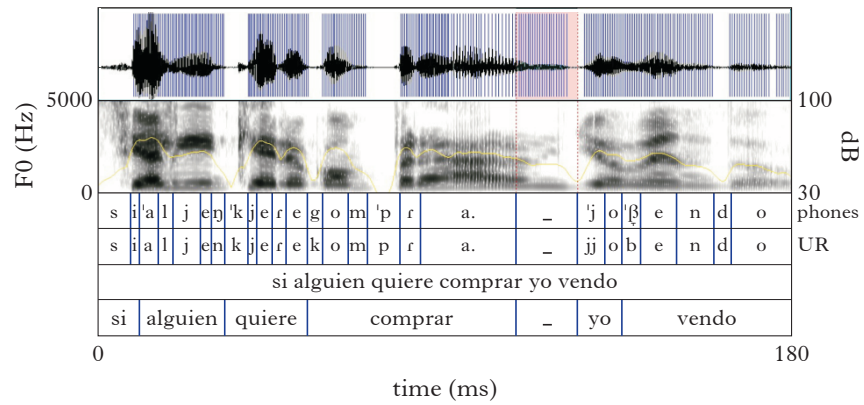 5000 100
F0 (Hz) dB
0 30
s i ˈa l j e ŋ ˈk j e ɾ e g o m ˈp ɾ a. _ ˈj o ˈβ̞ e n d o phones
s i a l j e n k j e ɾ e k o m p ɾ a. _ jj o b e n d o UR
si alguien quiere comprar yo vendo
si alguien quiere comprar _ yo vendo
0 180
time (ms)